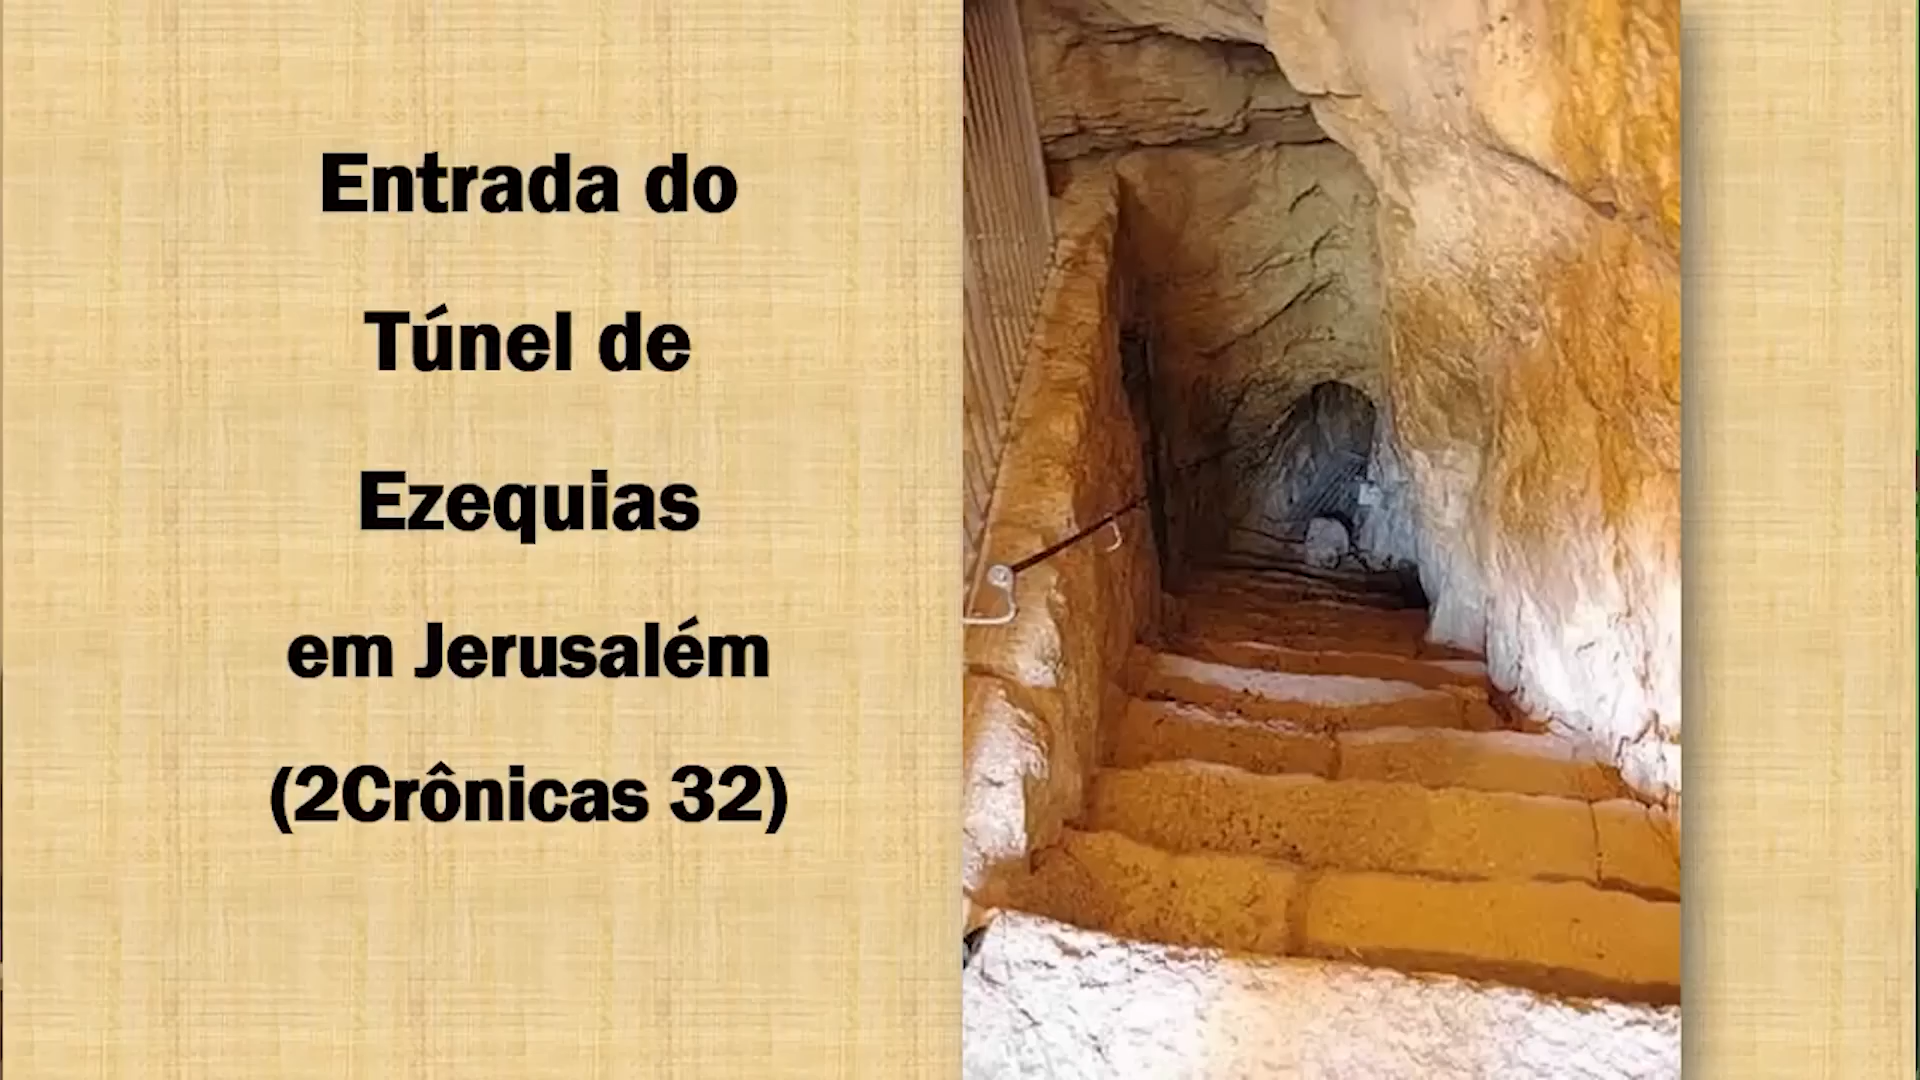 Entrada do
Túnel de
Ezequias
em Jerusalém
(2Crônicas 32)